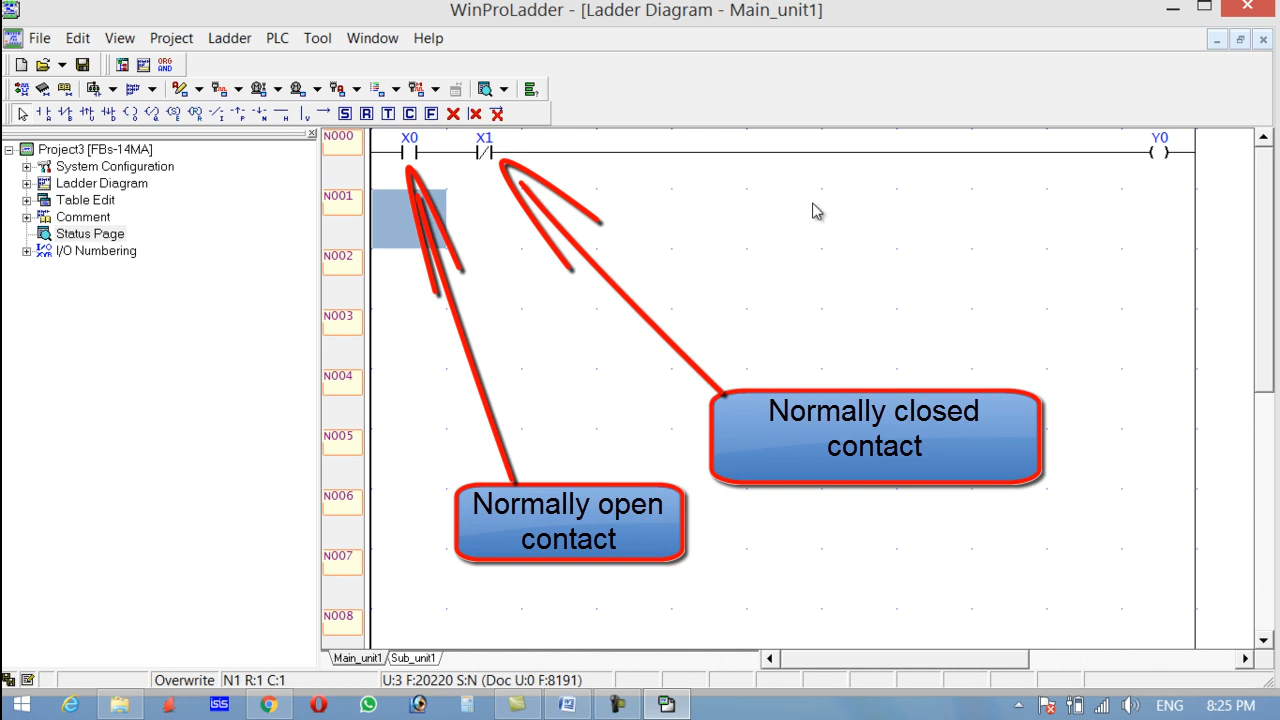 WinProLadder - [Ladder Diagram - Main_unit1]
File Edit View Project Ladder PLC Tool Window Help
ORG
AND
S R T C F
Project3 [FBs-14MA]
System Configuration
Ladder Diagram
Table Edit
Comment
Status Page
I/O Numbering
N000
X0 X1 Y0
N001
N002
N003
N004
N005
N006
N007
N008
Normally closed
contact
Normally open
contact
Main_unit1 Sub_unit1
Overwrite N1 R:1 C:1 U:3 F:20220 S:N (Doc U:0 F:8191)
ISIS ENG 8:25 PM